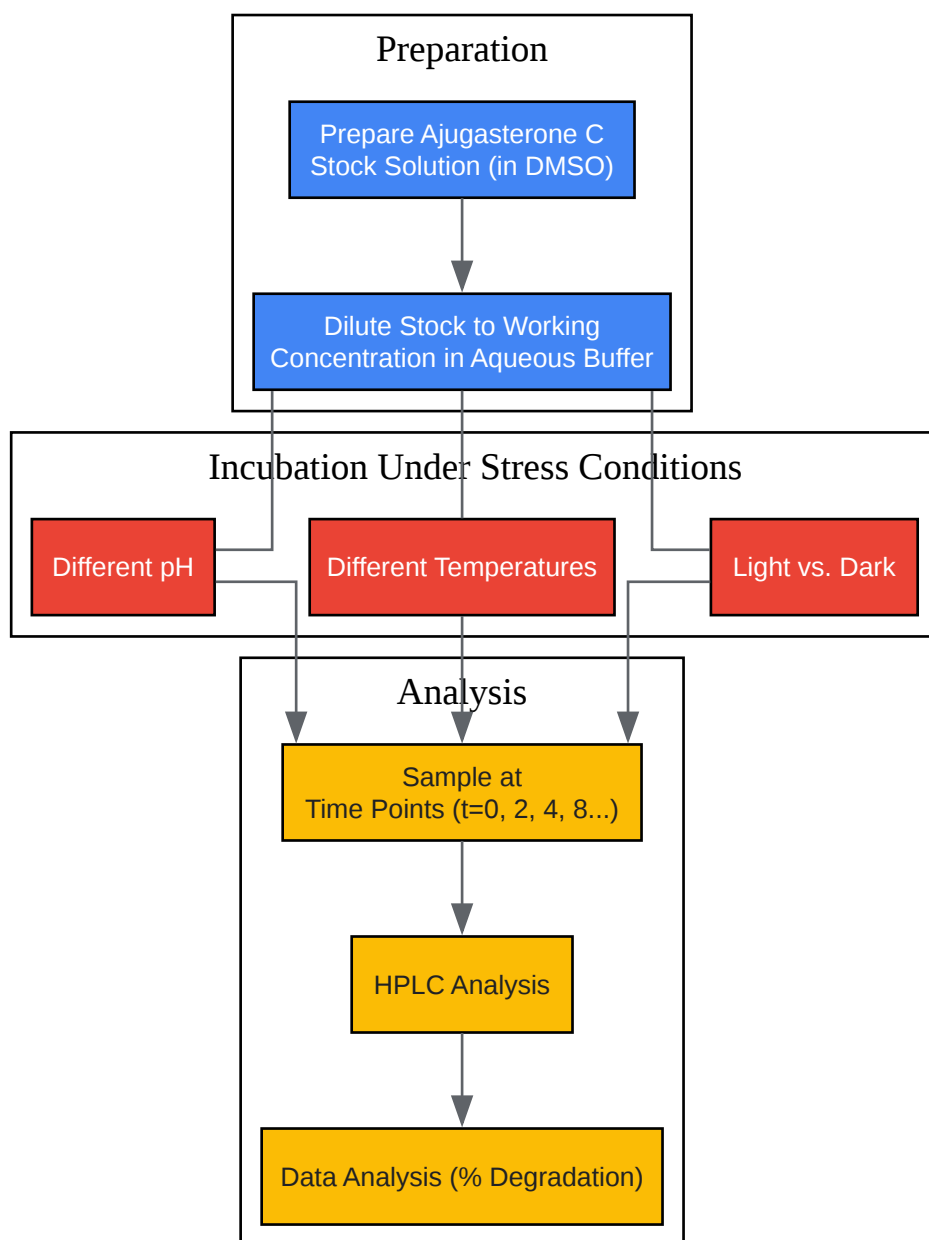 Preparation
Prepare Ajugasterone C
Stock Solution (in DMSO)
Dilute Stock to Working
Concentration in Aqueous Buffer
Incubation Under Stress Conditions
Different pH
Different Temperatures
Light vs. Dark
Analysis
Sample at
Time Points (t=0, 2, 4, 8...)
HPLC Analysis
Data Analysis (% Degradation)